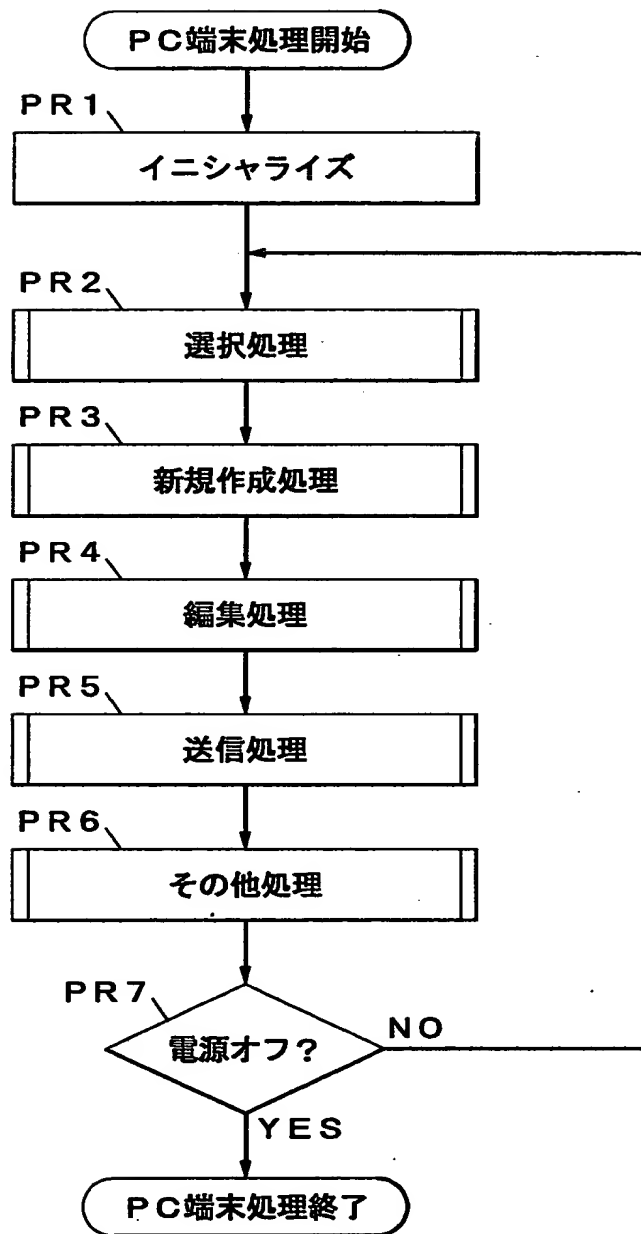 PC端末処理開始
PR1
イニシャライズ
PR2
選択処理
PR3
新規作成処理
PR4
編集処理
PR5
送信処理
PR6
その他処理
PR7
電源オフ?
NO
YES
PC端末処理終了